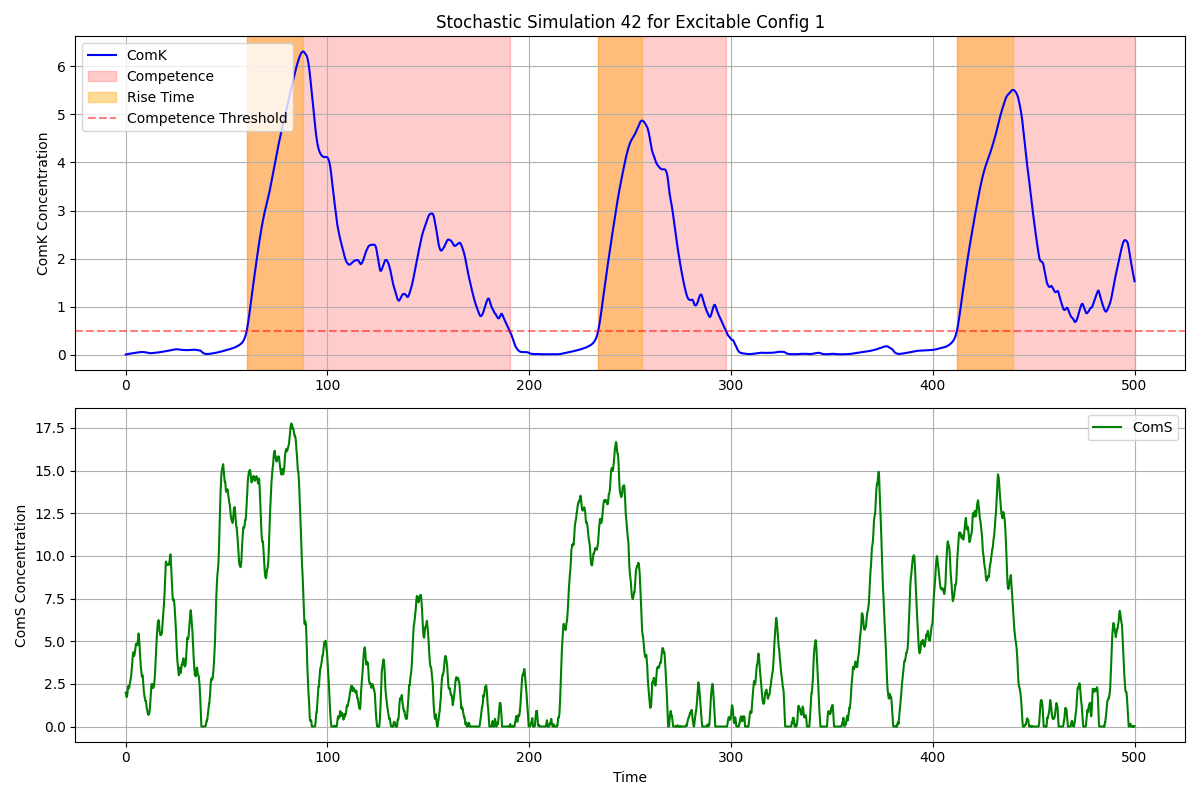 Stochastic Simulation 42 for Excitable Config 1
ComK
Competence
Rise Time
Competence Threshold
ComK Concentration
6
5
4
3
2
1
0
0 100 200 300 400 500
ComS
ComS Concentration
17.5
15.0
12.5
10.0
7.5
5.0
2.5
0.0
0 100 200 300 400 500
Time